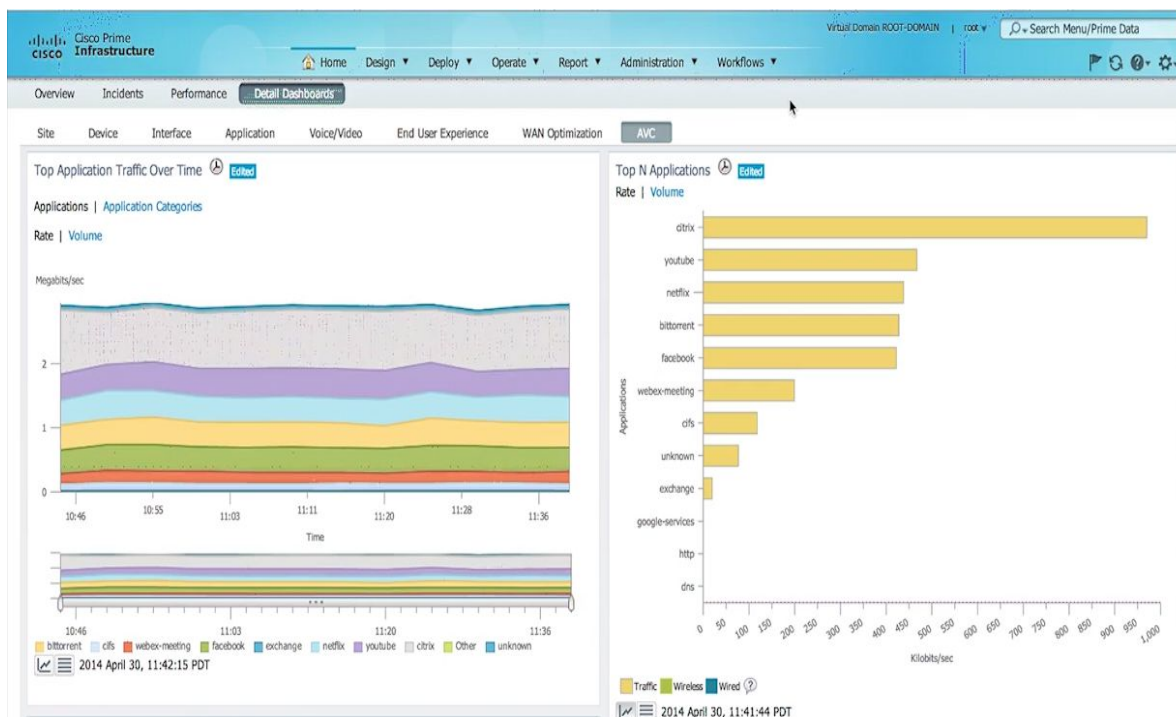 Virtual Domain ROOT-DOMAIN | root
Search Menu/Prime Data
cisco
Cisco Prime
Infrastructure
Home Design Deploy Operate Report Administration Workflows
Overview Incidents Performance Detail Dashboards
Site Device Interface Application Voice/Video End User Experience WAN Optimization AVC
Top Application Traffic Over Time Edited
Applications | Application Categories
Rate | Volume
Megabits/sec
2
1
0
10:46 10:55 11:03 11:11 11:20 11:28 11:36
Time
10:46 11:03 11:20 11:36
bittorrent cifs webex-meeting facebook exchange netflix youtube citrix Other unknown
2014 April 30, 11:42:15 PDT
Top N Applications Edited
Rate | Volume
Applications
citrix
youtube
netflix
bittorrent
facebook
webex-meeting
cifs
unknown
exchange
google-services
http
dns
0 50 100 150 200 250 300 350 400 450 500 550 600 650 700 750 800 850 900 950 1,000
Kilobits/sec
Traffic Wireless Wired ?
2014 April 30, 11:41:44 PDT